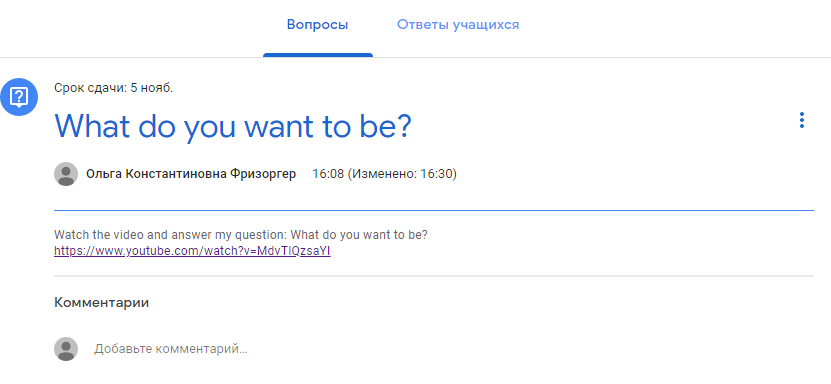 Вопросы
Ответы учащихся
Срок сдачи: 5 нояб.
What do you want to be?
Ольга Константиновна Фризоргер 16:08 (Изменено: 16:30)
Watch the video and answer my question: What do you want to be?
https://www.youtube.com/watch?v=MdvTlQzsaYI
Комментарии
Добавьте комментарий...